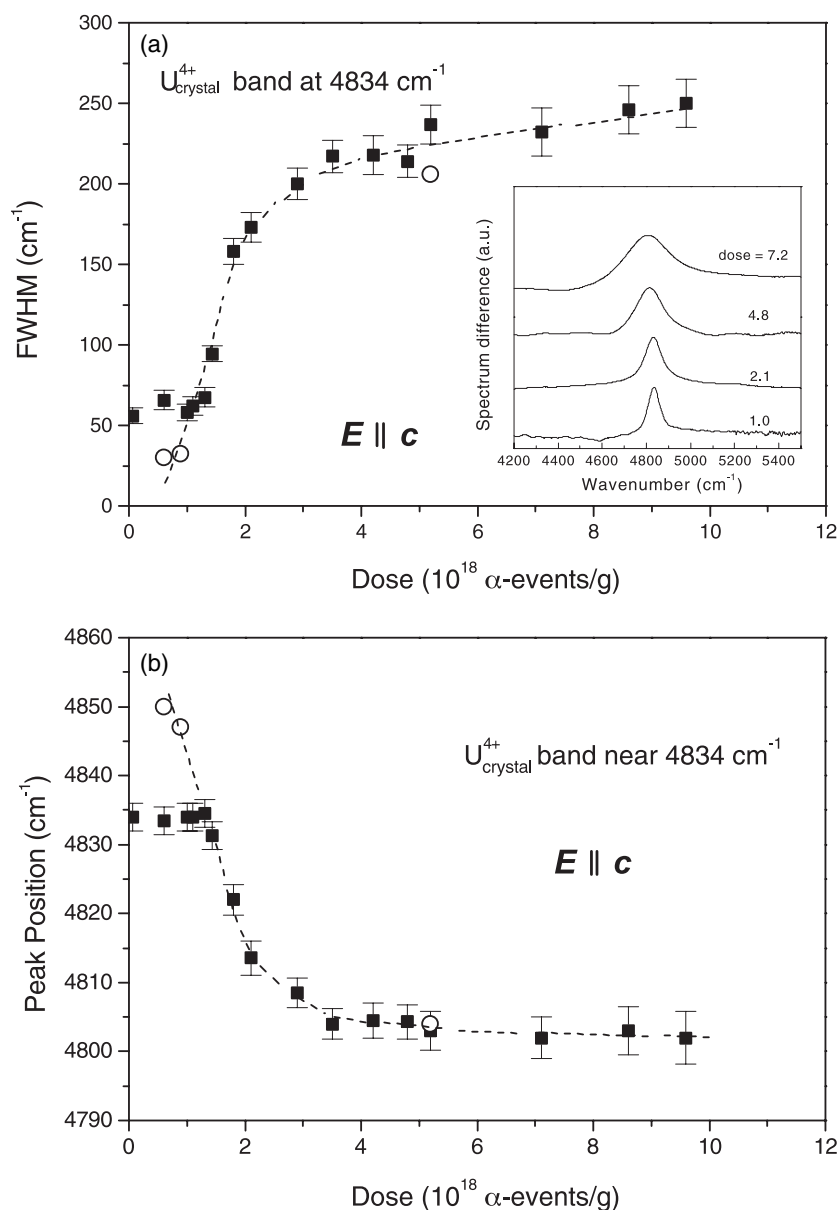 (a)
U4+crystal band at 4834 cm-1
300
250
200
150
100
50
0
FWHM (cm-1)
E || c
0 2 4 6 8 10 12
Dose (10^18 α-events/g)
Spectrum difference (a.u.)
dose = 7.2
4.8
2.1
1.0
4200 4400 4600 4800 5000 5200 5400
Wavenumber (cm-1)
(b)
U4+crystal band near 4834 cm-1
4860
4850
4840
4830
4820
4810
4800
4790
Peak Position (cm-1)
E || c
0 2 4 6 8 10 12
Dose (10^18 α-events/g)